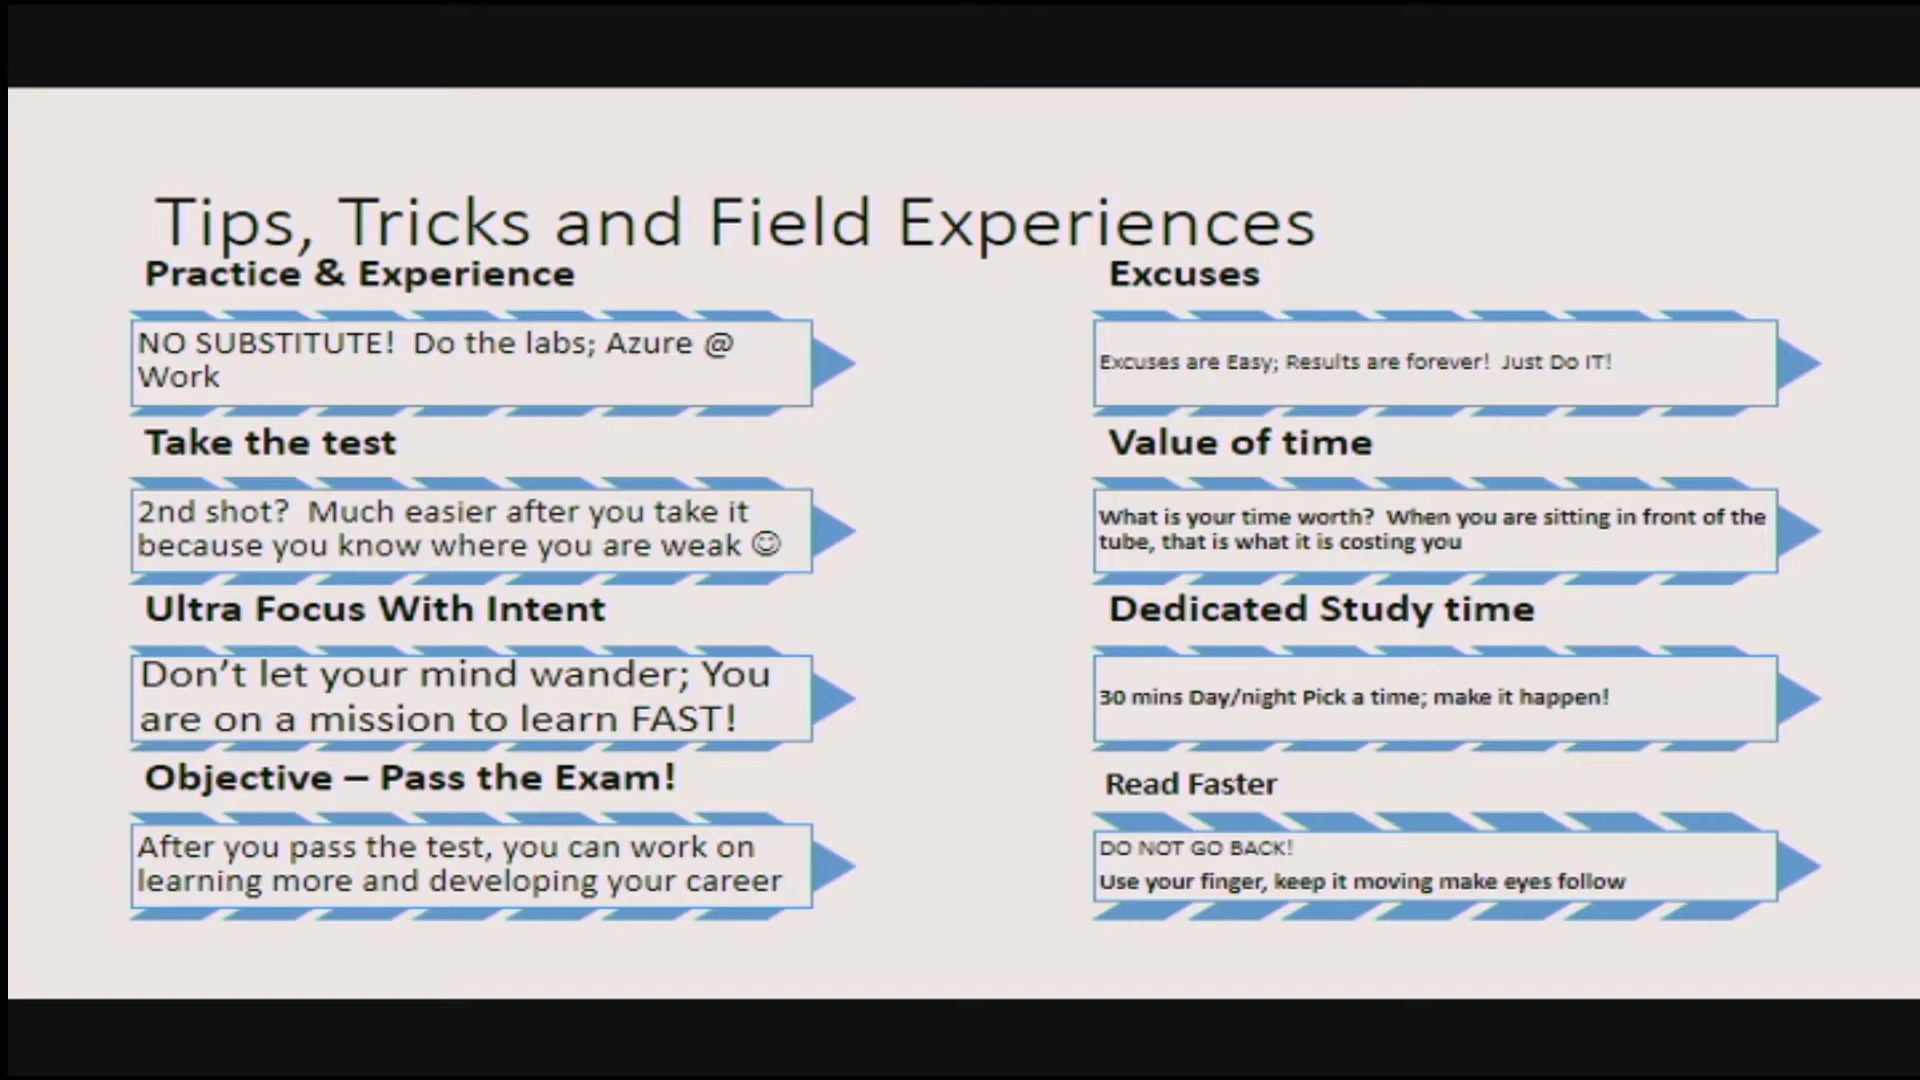 Tips, Tricks and Field Experiences
Practice & Experience
NO SUBSTITUTE!  Do the labs; Azure @
Work
Take the test
2nd shot?  Much easier after you take it
because you know where you are weak ☺
Ultra Focus With Intent
Don’t let your mind wander; You
are on a mission to learn FAST!
Objective – Pass the Exam!
After you pass the test, you can work on
learning more and developing your career
Excuses
Excuses are Easy; Results are forever!  Just Do IT!
Value of time
What is your time worth?  When you are sitting in front of the
tube, that is what it is costing you
Dedicated Study time
30 mins Day/night Pick a time; make it happen!
Read Faster
DO NOT GO BACK!
Use your finger, keep it moving make eyes follow